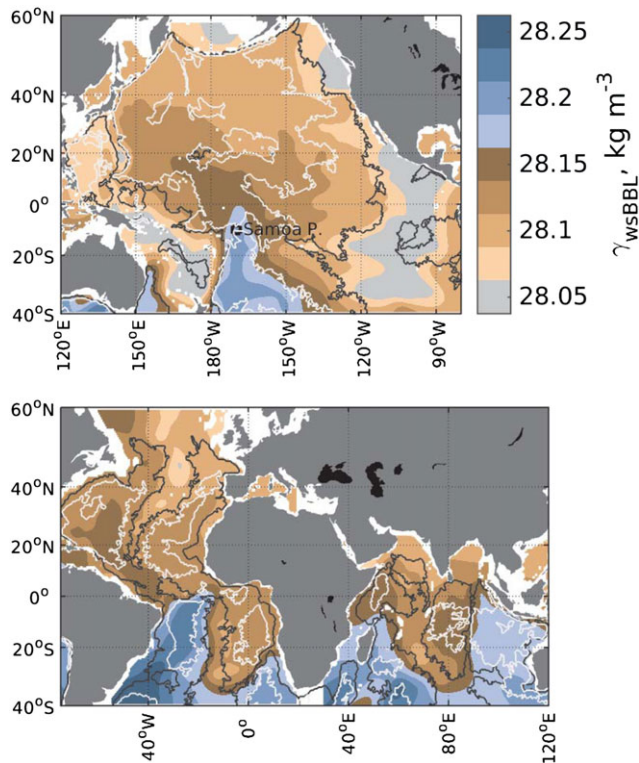 60°N
40°N
20°N
0°
20°S
40°S
120°E
150°E
180°W
150°W
120°W
90°W
Samoa P.
28.25
28.2
28.15
28.1
28.05
γwsBBL, kg m-3
60°N
40°N
20°N
0°
20°S
40°S
40°W
0°
40°E
80°E
120°E